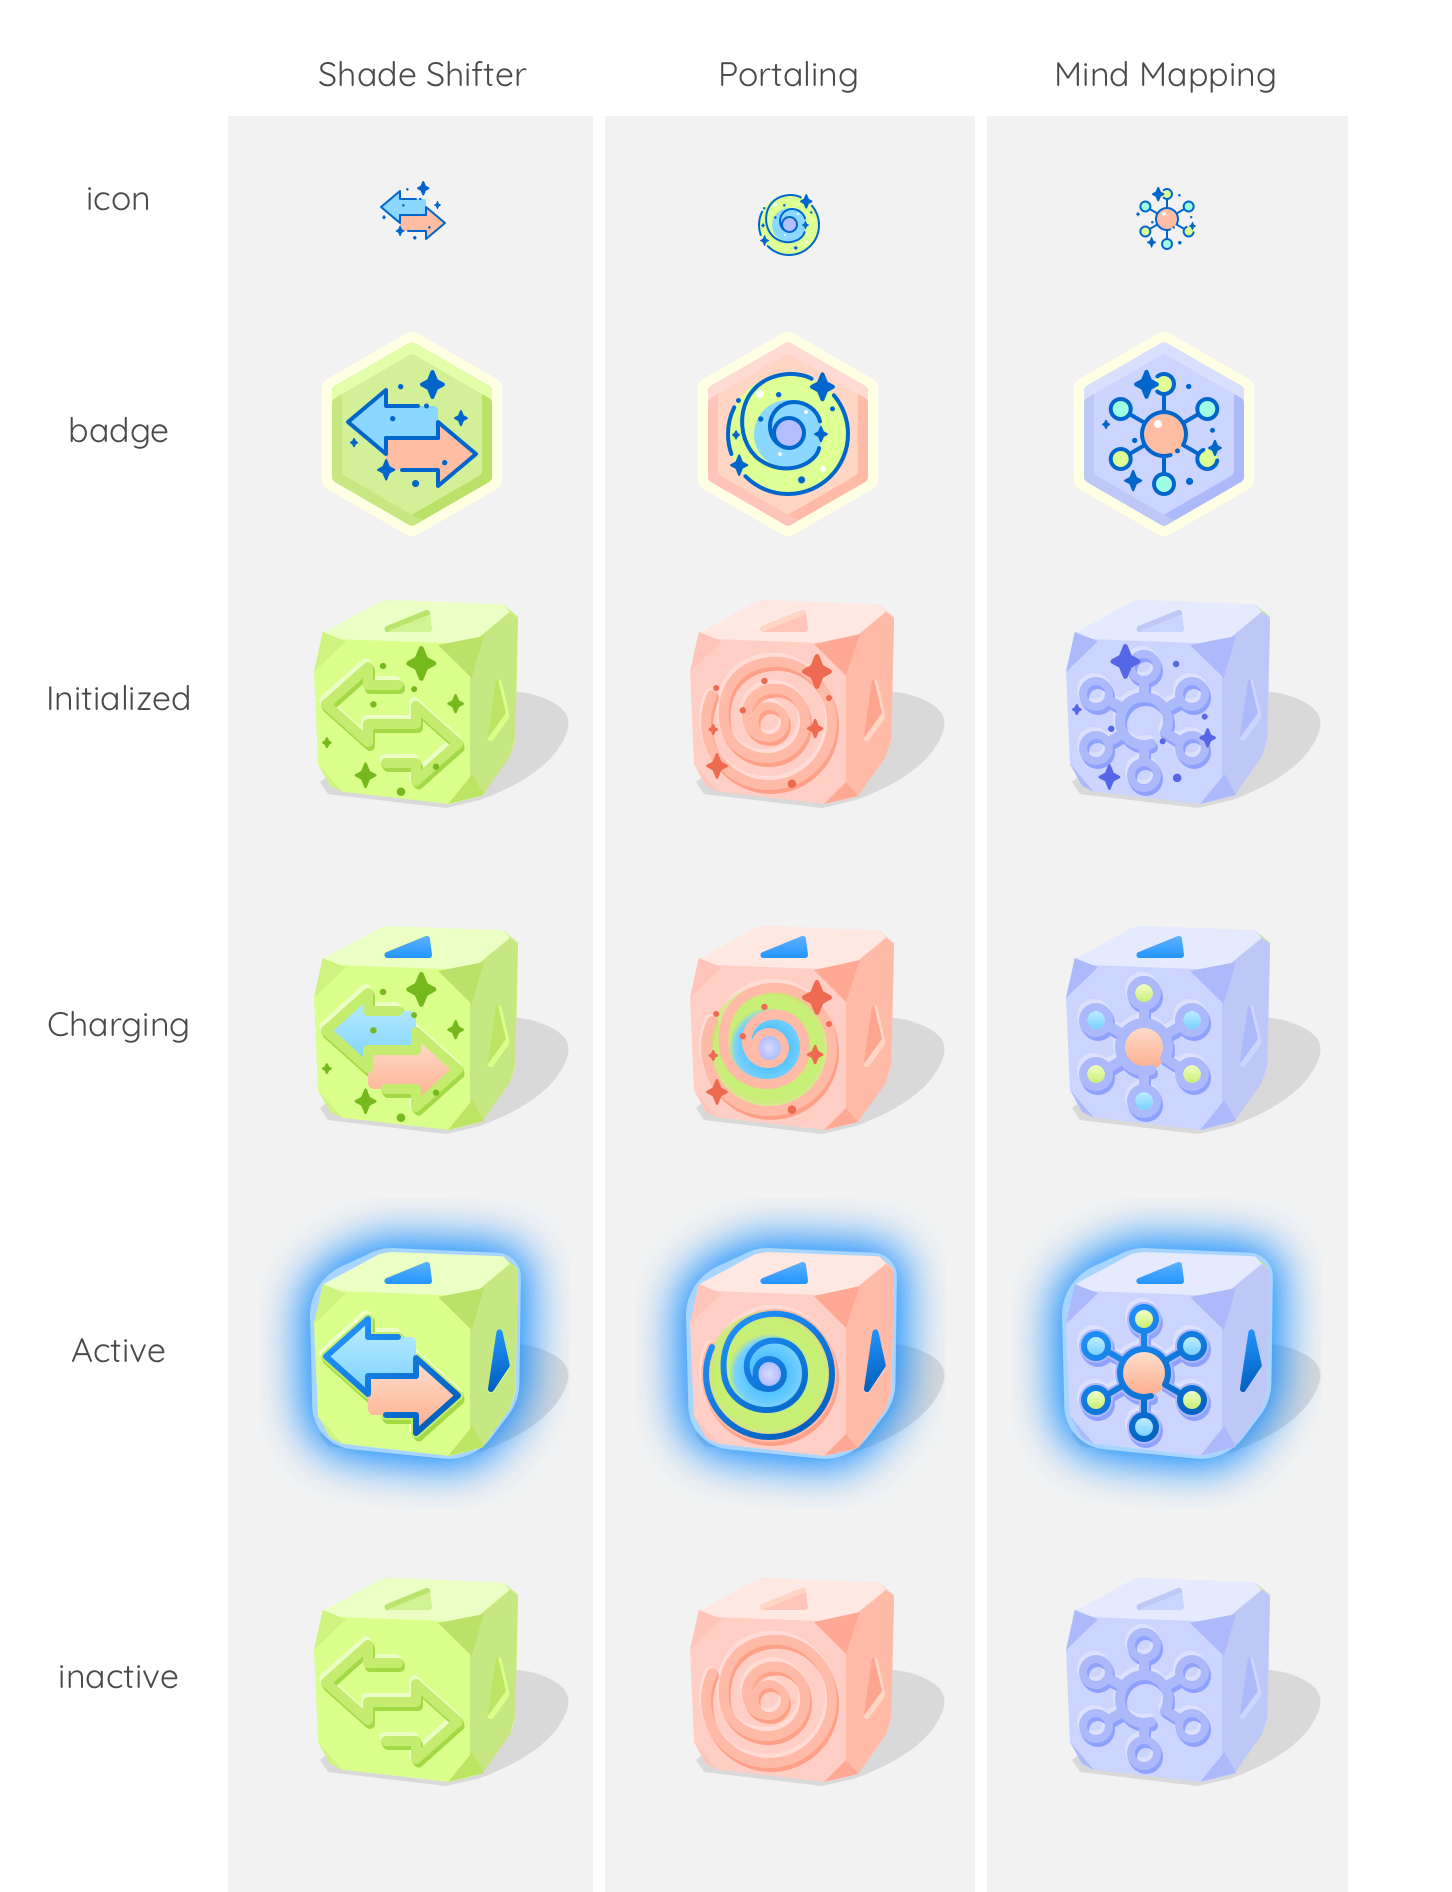 Shade Shifter Portaling Mind Mapping
icon
badge
Initialized
Charging
Active
inactive